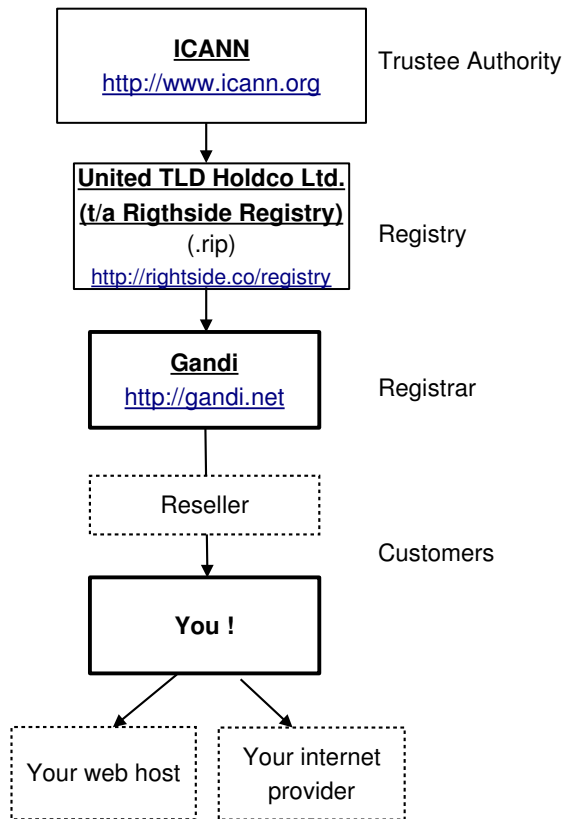 ICANN
http://www.icann.org
Trustee Authority
United TLD Holdco Ltd.
(t/a Rigthside Registry)
(.rip)
http://rightside.co/registry
Registry
Gandi
http://gandi.net
Registrar
Reseller
Customers
You !
Your web host
Your internet
provider